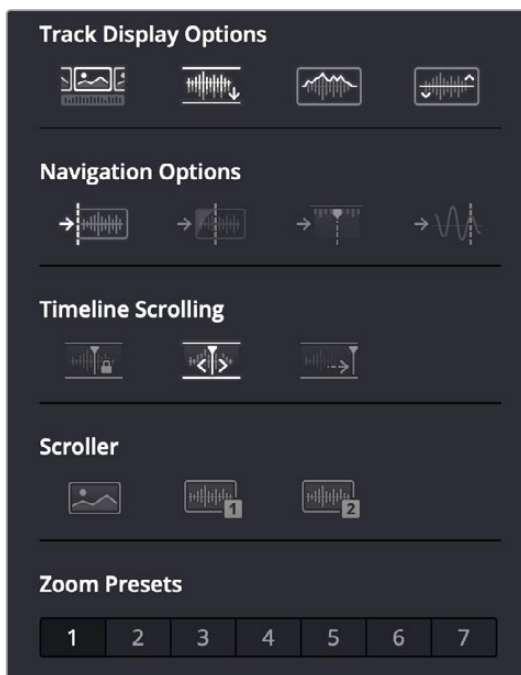 Track Display Options
Navigation Options
Timeline Scrolling
Scroller
1 2
Zoom Presets
1 2 3 4 5 6 7